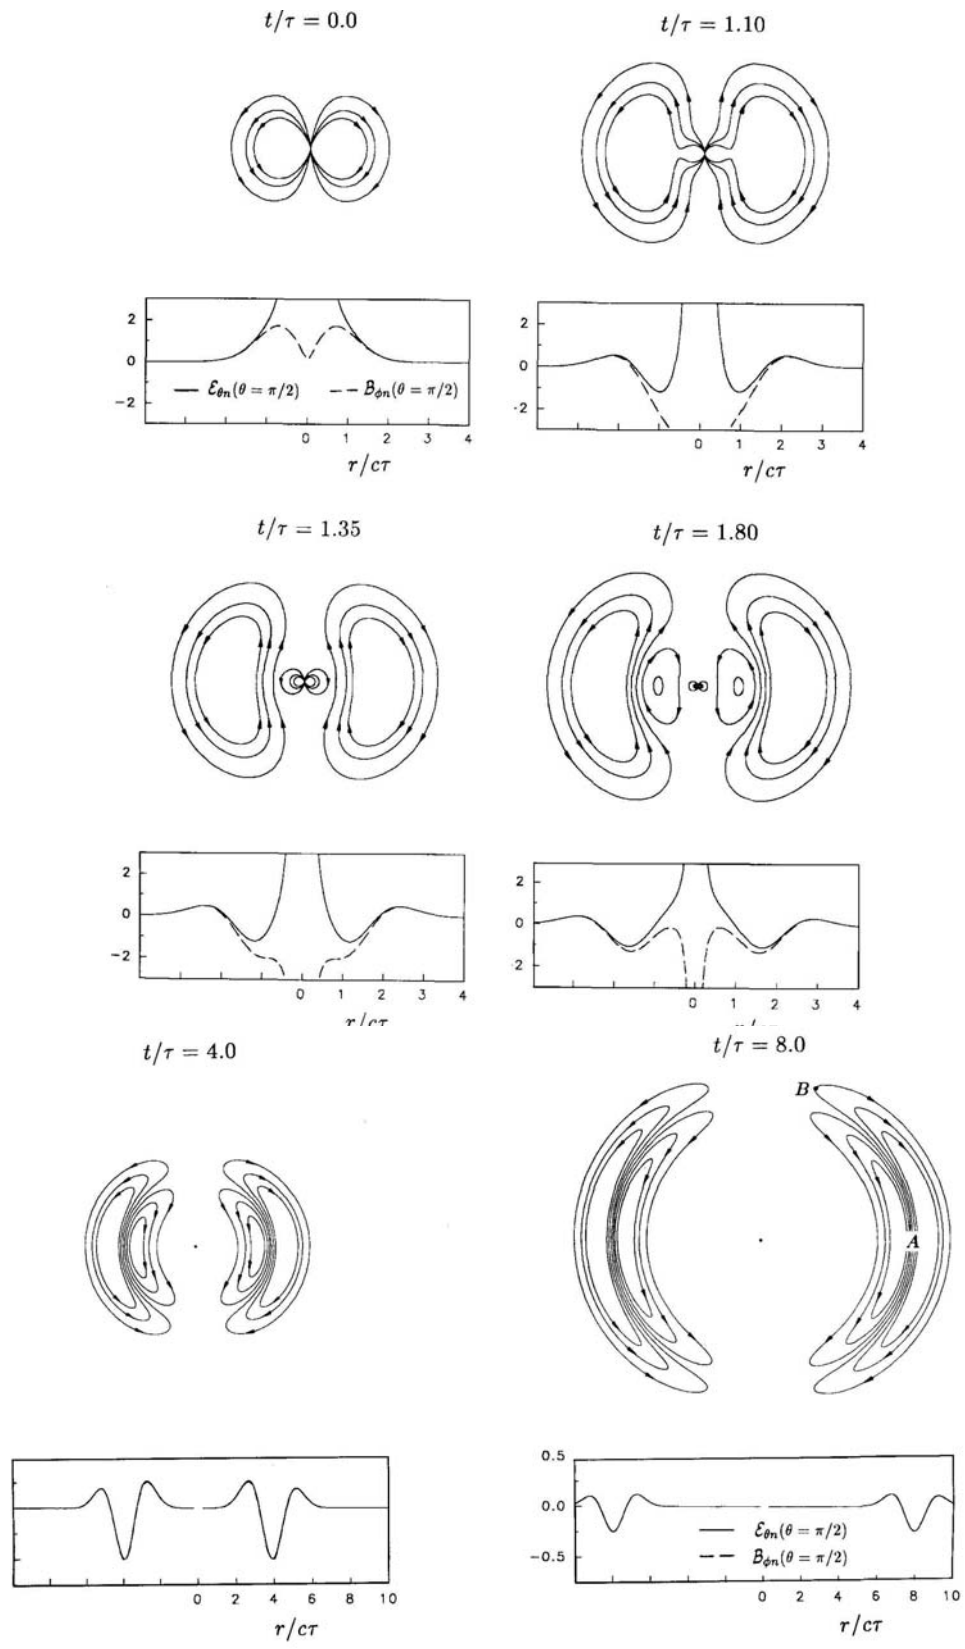 t/τ = 0.0
t/τ = 1.10
2
0
−2
ℰθn(θ = π/2) ℬϕn(θ = π/2)
0 1 2 3 4
r/cτ
2
0
-2
0 1 2 3 4
r/cτ
t/τ = 1.35
t/τ = 1.80
2
0
−2
0 1 2 3 4
r/cτ
2
0
2
0 1 2 3 4
t/τ = 4.0
t/τ = 8.0
B
A
0 2 4 6 8 10
r/cτ
0.5
0.0
−0.5
ℰθn(θ = π/2)
ℬϕn(θ = π/2)
0 2 4 6 8 10
r/cτ